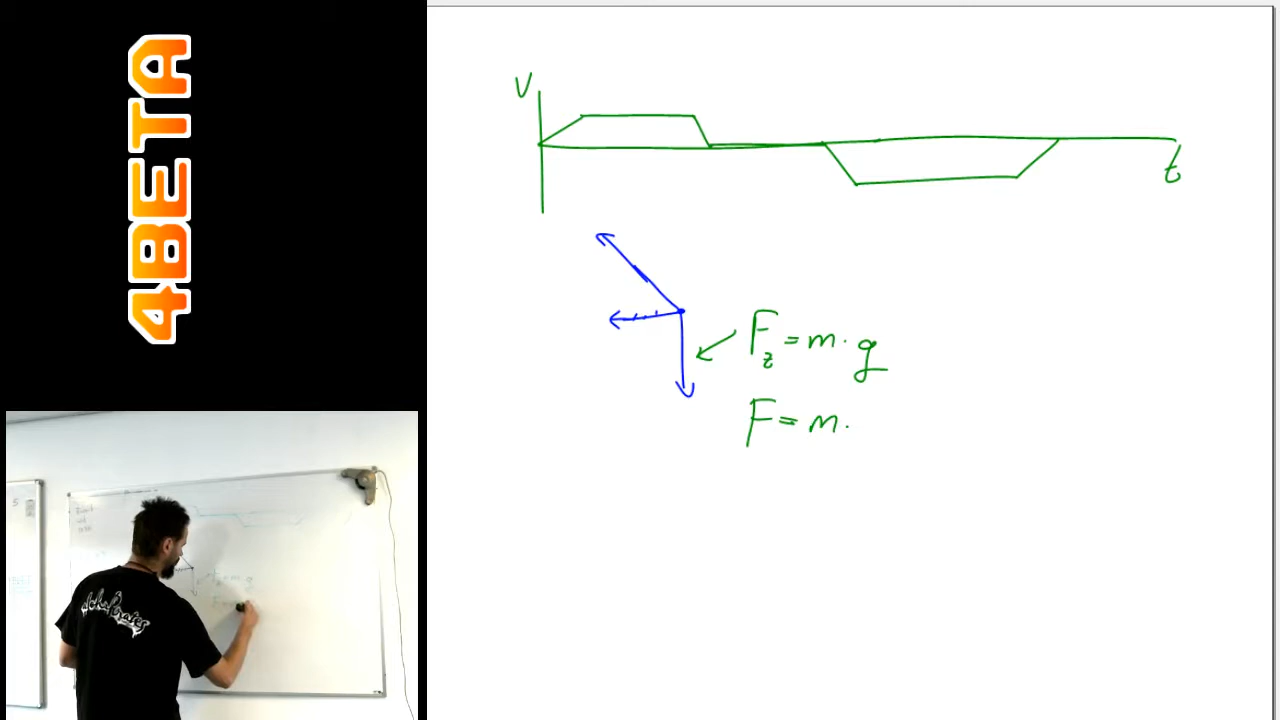 4BETA
V
t
F_z = m · g
F = m ·